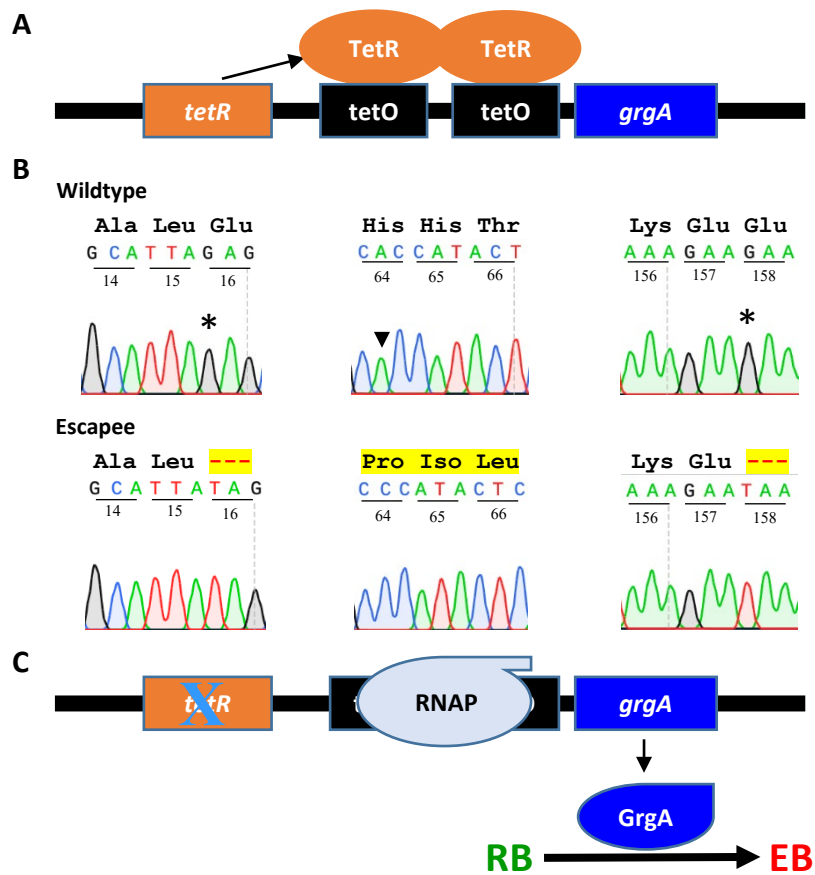 A
TetR TetR
tetR tetO tetO grgA
B
Wildtype
Ala Leu Glu His His Thr Lys Glu Glu
G C A T T A G A G C A C C A T A C T A A A G A A G A A
14 15 16 64 65 66 156 157 158
* *
Escapee
Ala Leu --- Pro Iso Leu Lys Glu ---
G C A T T A T A G C C C A T A C T C A A A G A A T A A
14 15 16 64 65 66 156 157 158
C
tetR X RNAP grgA
GrgA
RB EB